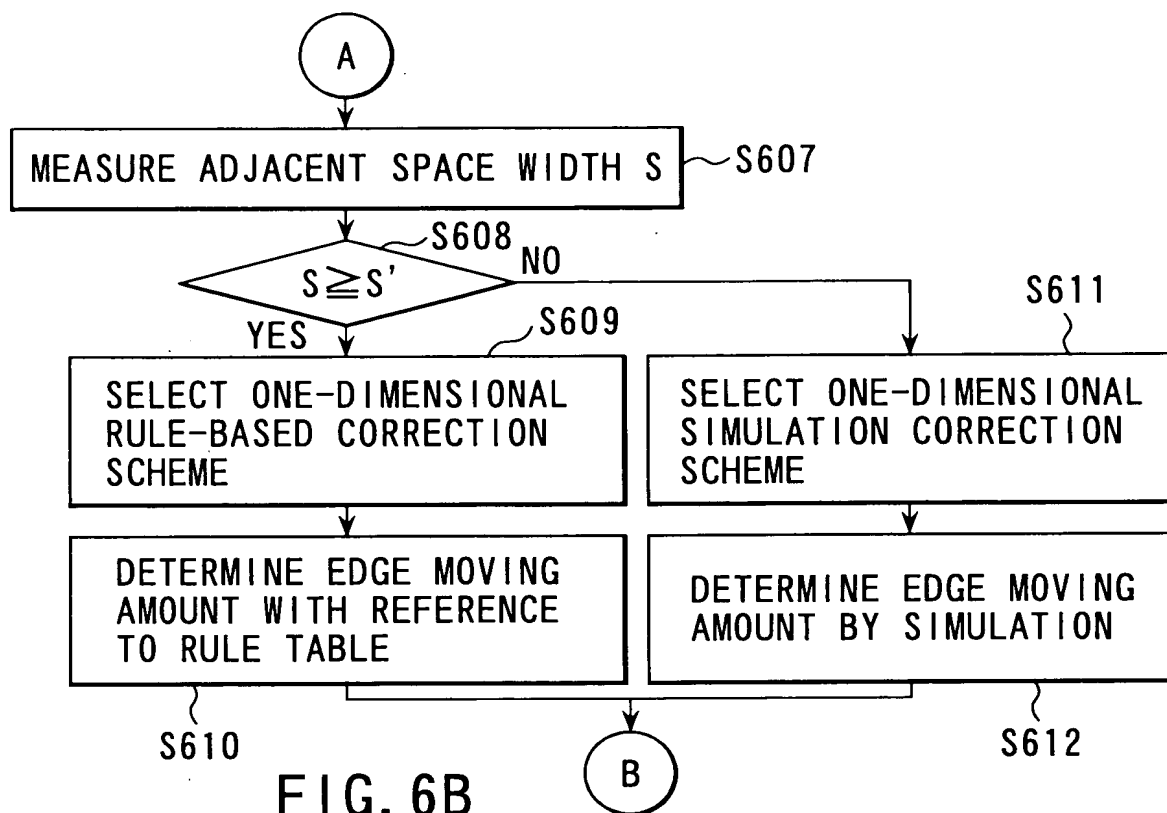 A
MEASURE ADJACENT SPACE WIDTH S
S607
S608
S≧S'
NO
YES
S609
S611
SELECT ONE-DIMENSIONAL
RULE-BASED CORRECTION
SCHEME
SELECT ONE-DIMENSIONAL
SIMULATION CORRECTION
SCHEME
DETERMINE EDGE MOVING
AMOUNT WITH REFERENCE
TO RULE TABLE
DETERMINE EDGE MOVING
AMOUNT BY SIMULATION
S610
S612
B
FIG. 6B